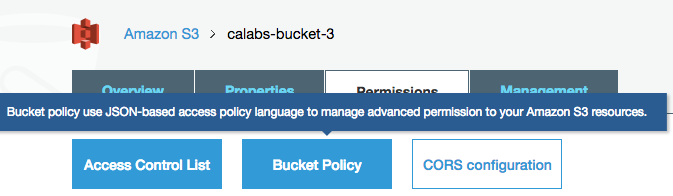 Amazon S3 > calabs-bucket-3
Overview Properties Permissions Management
Bucket policy use JSON-based access policy language to manage advanced permission to your Amazon S3 resources.
Access Control List Bucket Policy CORS configuration